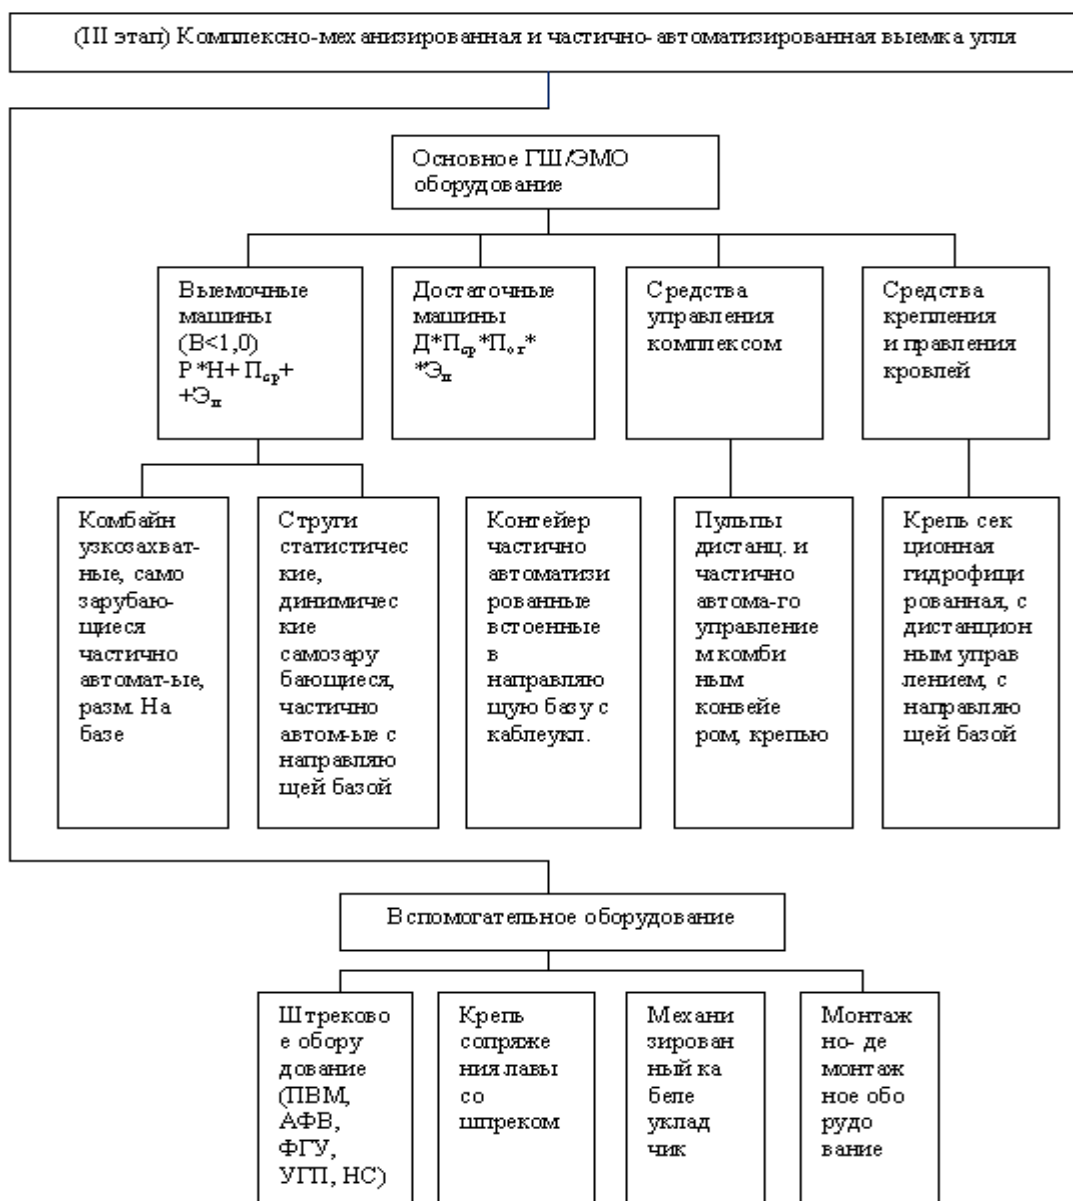 (III этап) Комплексно-механизированная и частично-автоматизированная выемка угля
Основное ГШ/ЭМО
оборудование
Выемочные
машины
(В<1,0)
Р*Н+ Пср+
+Эп
Достаточные
машины
Д*Пср*Пог*
*Эп
Средства
управления
комплексом
Средства
крепления
и правления
кровлей
Комбайн
узкозахват-
ные, само
зарубаю-
щиеся
частично
автомат-ые,
разм. На
базе
Струги
статистичес
кие,
динимичес
кие
самозару
бающиеся,
частично
автом-ые с
направляю
щей базой
Контейер
частично
автоматизи
рованные
встоенные
в
направляю
щую базу с
каблеукл.
Пульпы
дистанц. и
частично
автома-го
управление
м комби
ным
конвейе
ром, крепью
Крепь сек
ционная
гидрофици
рованная, с
дистанцион
ным управ
лением, с
направляю
щей базой
Вспомогательное оборудование
Штреково
е обору
дование
(ПВМ,
АФВ,
ФГУ,
УГП, НС)
Крепь
сопряже
ния лавы
со
шпреком
Механи
зирован
ный ка
беле
уклад
чик
Монтаж
но- де
монтаж
ное обо
рудо
вание